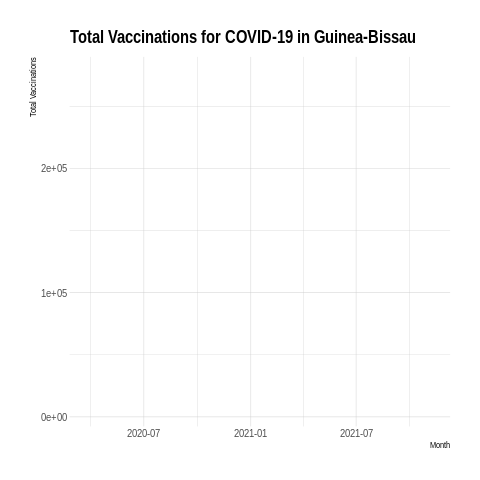 Total Vaccinations for COVID-19 in Guinea-Bissau
Total Vaccinations
2e+05
1e+05
0e+00
2020-07
2021-01
2021-07
Month